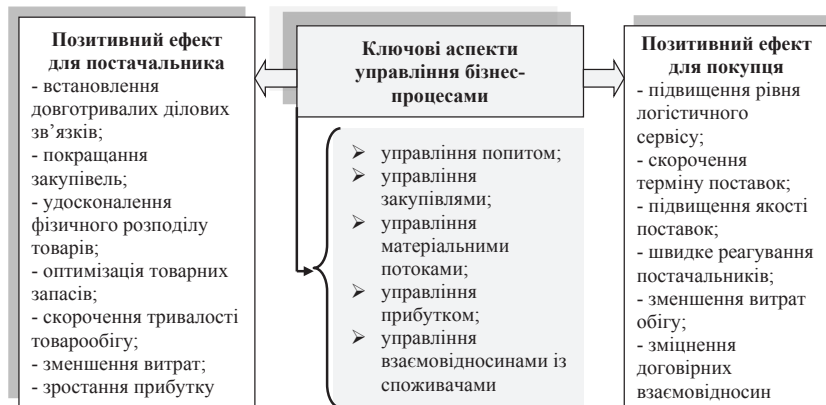 Позитивний ефект
для постачальника
- встановлення
довготривалих ділових
зв’язків;
- покращання
закупівель;
- удосконалення
фізичного розподілу
товарів;
- оптимізація товарних
запасів;
- скорочення тривалості
товарообігу;
- зменшення витрат;
- зростання прибутку
Ключові аспекти
управління бізнес-
процесами
➢ управління попитом;
➢ управління
закупівлями;
➢ управління
матеріальними
потоками;
➢ управління
прибутком;
➢ управління
взаємовідносинами із
споживачами
Позитивний ефект
для покупця
- підвищення рівня
логістичного
сервісу;
- скорочення
терміну поставок;
- підвищення якості
поставок;
- швидке реагування
постачальників;
- зменшення витрат
обігу;
- зміцнення
договірних
взаємовідносин